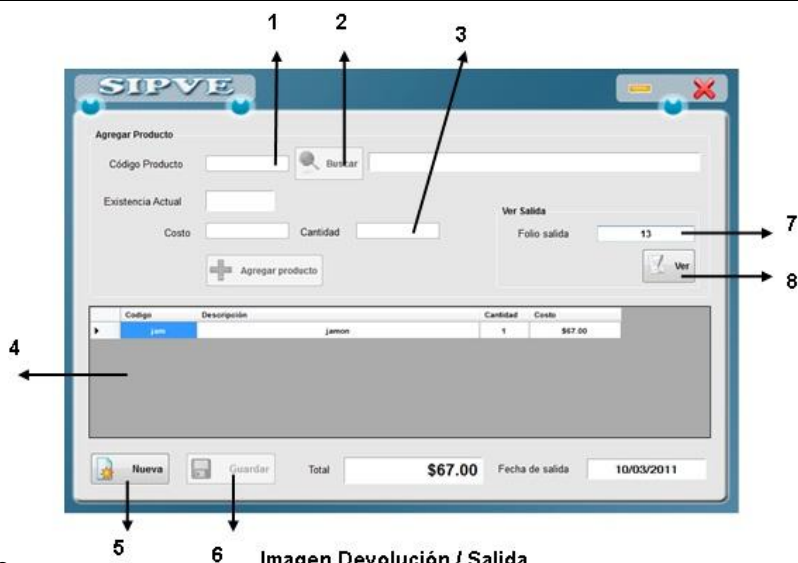 1 2 3
SIPVE
Agregar Producto
Código Producto Buscar
Existencia Actual
Ver Salida
Costo Cantidad Folio salida 13 7
Agregar producto Ver 8
Codigo Descripción Cantidad Costo
jam jamon 1 $67.00
4
Nueva Guardar Total $67.00 Fecha de salida 10/03/2011
5 6 Imagen Devolución / Salida